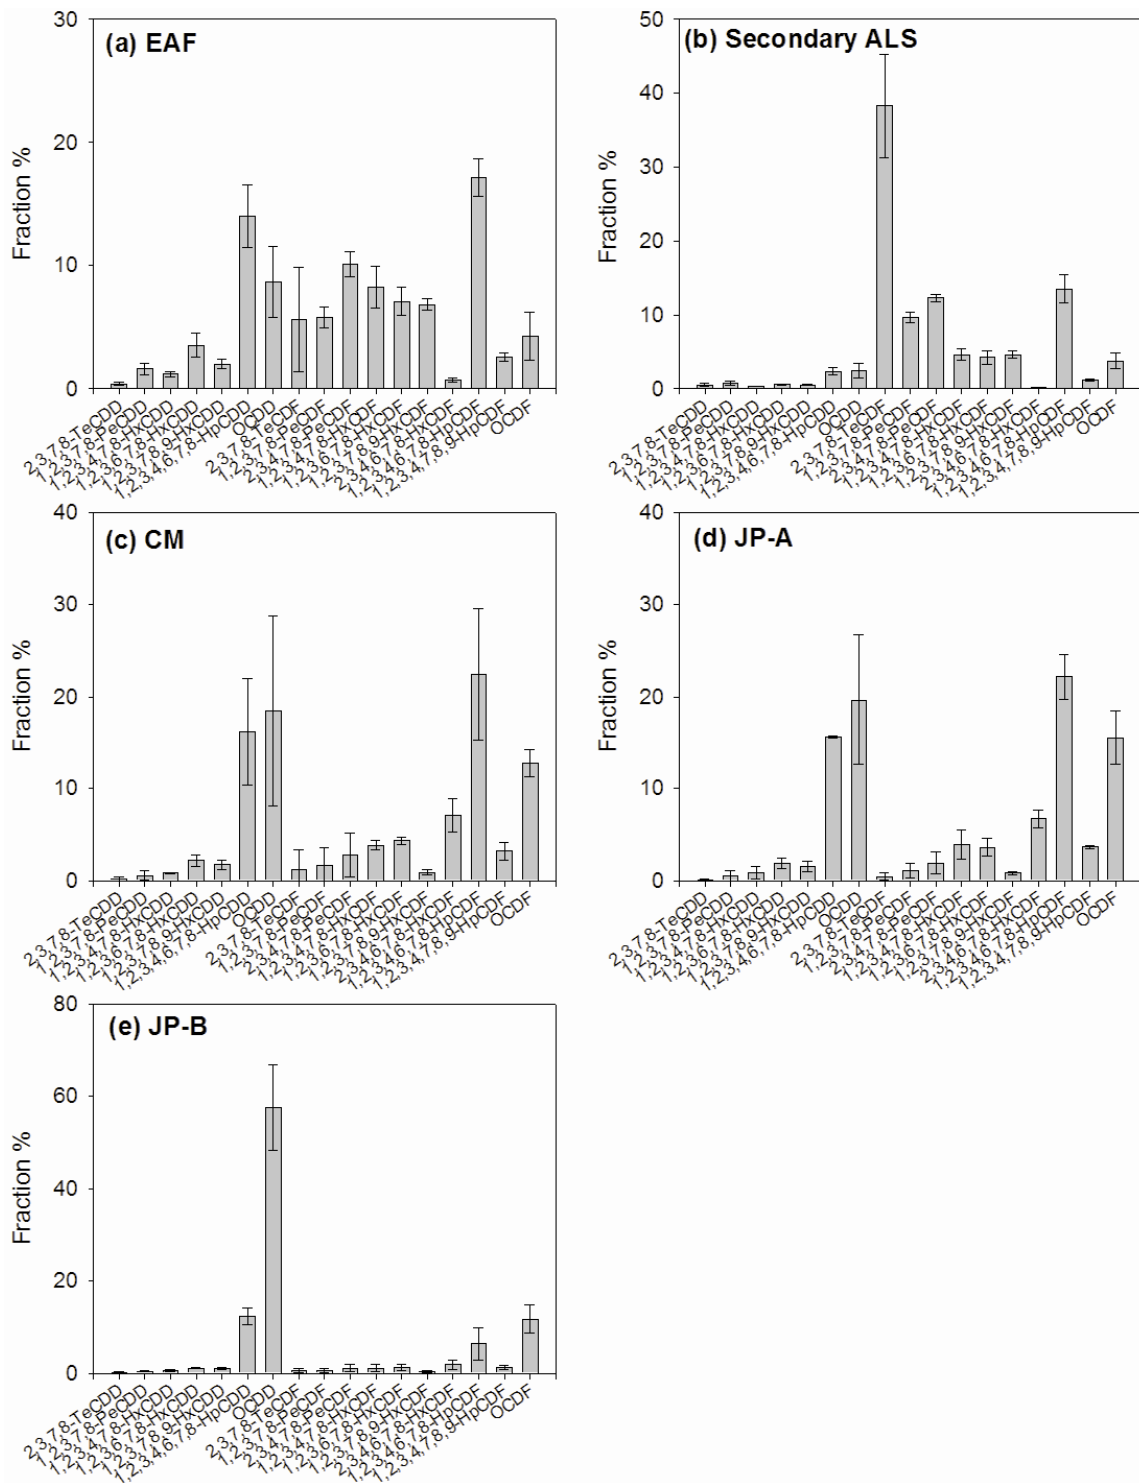 (a) EAF
Fraction %
30
20
10
0
2,3,7,8-TeCDD
1,2,3,7,8-PeCDD
1,2,3,4,7,8-HxCDD
1,2,3,6,7,8-HxCDD
1,2,3,7,8,9-HxCDD
1,2,3,4,6,7,8-HpCDD
OCDD
2,3,7,8-TeCDF
1,2,3,7,8-PeCDF
2,3,4,7,8-PeCDF
1,2,3,4,7,8-HxCDF
1,2,3,6,7,8-HxCDF
1,2,3,7,8,9-HxCDF
2,3,4,6,7,8-HxCDF
1,2,3,4,6,7,8-HpCDF
1,2,3,4,7,8,9-HpCDF
OCDF
(b) Secondary ALS
Fraction %
50
40
30
20
10
0
2,3,7,8-TeCDD
1,2,3,7,8-PeCDD
1,2,3,4,7,8-HxCDD
1,2,3,6,7,8-HxCDD
1,2,3,7,8,9-HxCDD
1,2,3,4,6,7,8-HpCDD
OCDD
2,3,7,8-TeCDF
1,2,3,7,8-PeCDF
2,3,4,7,8-PeCDF
1,2,3,4,7,8-HxCDF
1,2,3,6,7,8-HxCDF
1,2,3,7,8,9-HxCDF
2,3,4,6,7,8-HxCDF
1,2,3,4,6,7,8-HpCDF
1,2,3,4,7,8,9-HpCDF
OCDF
(c) CM
Fraction %
40
30
20
10
0
2,3,7,8-TeCDD
1,2,3,7,8-PeCDD
1,2,3,4,7,8-HxCDD
1,2,3,6,7,8-HxCDD
1,2,3,7,8,9-HxCDD
1,2,3,4,6,7,8-HpCDD
OCDD
2,3,7,8-TeCDF
1,2,3,7,8-PeCDF
2,3,4,7,8-PeCDF
1,2,3,4,7,8-HxCDF
1,2,3,6,7,8-HxCDF
1,2,3,7,8,9-HxCDF
2,3,4,6,7,8-HxCDF
1,2,3,4,6,7,8-HpCDF
1,2,3,4,7,8,9-HpCDF
OCDF
(d) JP-A
Fraction %
40
30
20
10
0
2,3,7,8-TeCDD
1,2,3,7,8-PeCDD
1,2,3,4,7,8-HxCDD
1,2,3,6,7,8-HxCDD
1,2,3,7,8,9-HxCDD
1,2,3,4,6,7,8-HpCDD
OCDD
2,3,7,8-TeCDF
1,2,3,7,8-PeCDF
2,3,4,7,8-PeCDF
1,2,3,4,7,8-HxCDF
1,2,3,6,7,8-HxCDF
1,2,3,7,8,9-HxCDF
2,3,4,6,7,8-HxCDF
1,2,3,4,6,7,8-HpCDF
1,2,3,4,7,8,9-HpCDF
OCDF
(e) JP-B
Fraction %
80
60
40
20
0
2,3,7,8-TeCDD
1,2,3,7,8-PeCDD
1,2,3,4,7,8-HxCDD
1,2,3,6,7,8-HxCDD
1,2,3,7,8,9-HxCDD
1,2,3,4,6,7,8-HpCDD
OCDD
2,3,7,8-TeCDF
1,2,3,7,8-PeCDF
2,3,4,7,8-PeCDF
1,2,3,4,7,8-HxCDF
1,2,3,6,7,8-HxCDF
1,2,3,7,8,9-HxCDF
2,3,4,6,7,8-HxCDF
1,2,3,4,6,7,8-HpCDF
1,2,3,4,7,8,9-HpCDF
OCDF